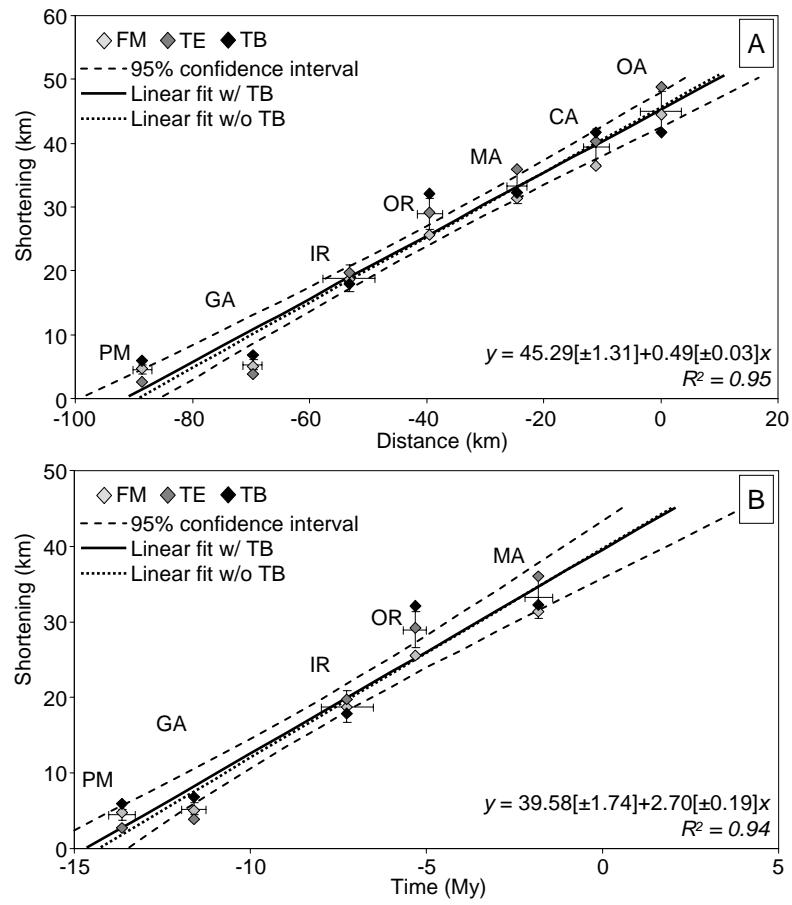 60
50
40
30
20
10
0
Shortening (km)
FM TE TB
95% confidence interval
Linear fit w/ TB
Linear fit w/o TB
A
OA
CA
MA
OR
IR
GA
PM
y = 45.29[±1.31]+0.49[±0.03]x
R² = 0.95
-100 -80 -60 -40 -20 0 20
Distance (km)
50
40
30
20
10
0
Shortening (km)
FM TE TB
95% confidence interval
Linear fit w/ TB
Linear fit w/o TB
B
MA
OR
IR
GA
PM
y = 39.58[±1.74]+2.70[±0.19]x
R² = 0.94
-15 -10 -5 0 5
Time (My)